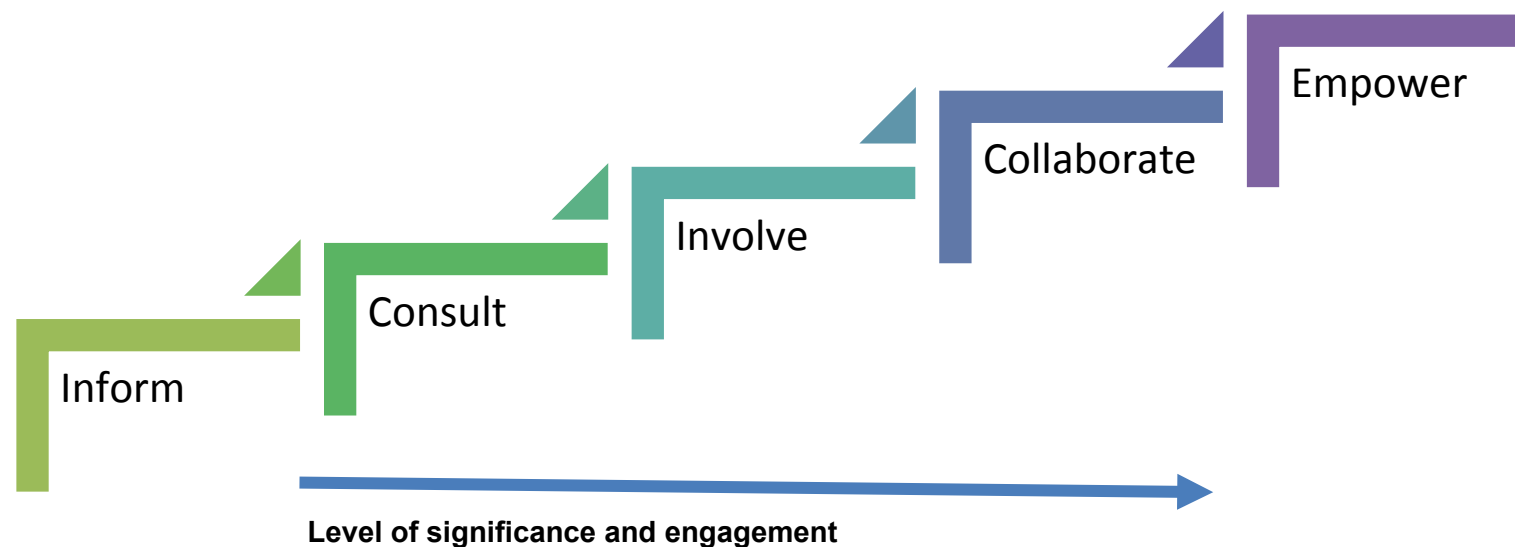 Inform
Consult
Involve
Collaborate
Empower
Level of significance and engagement